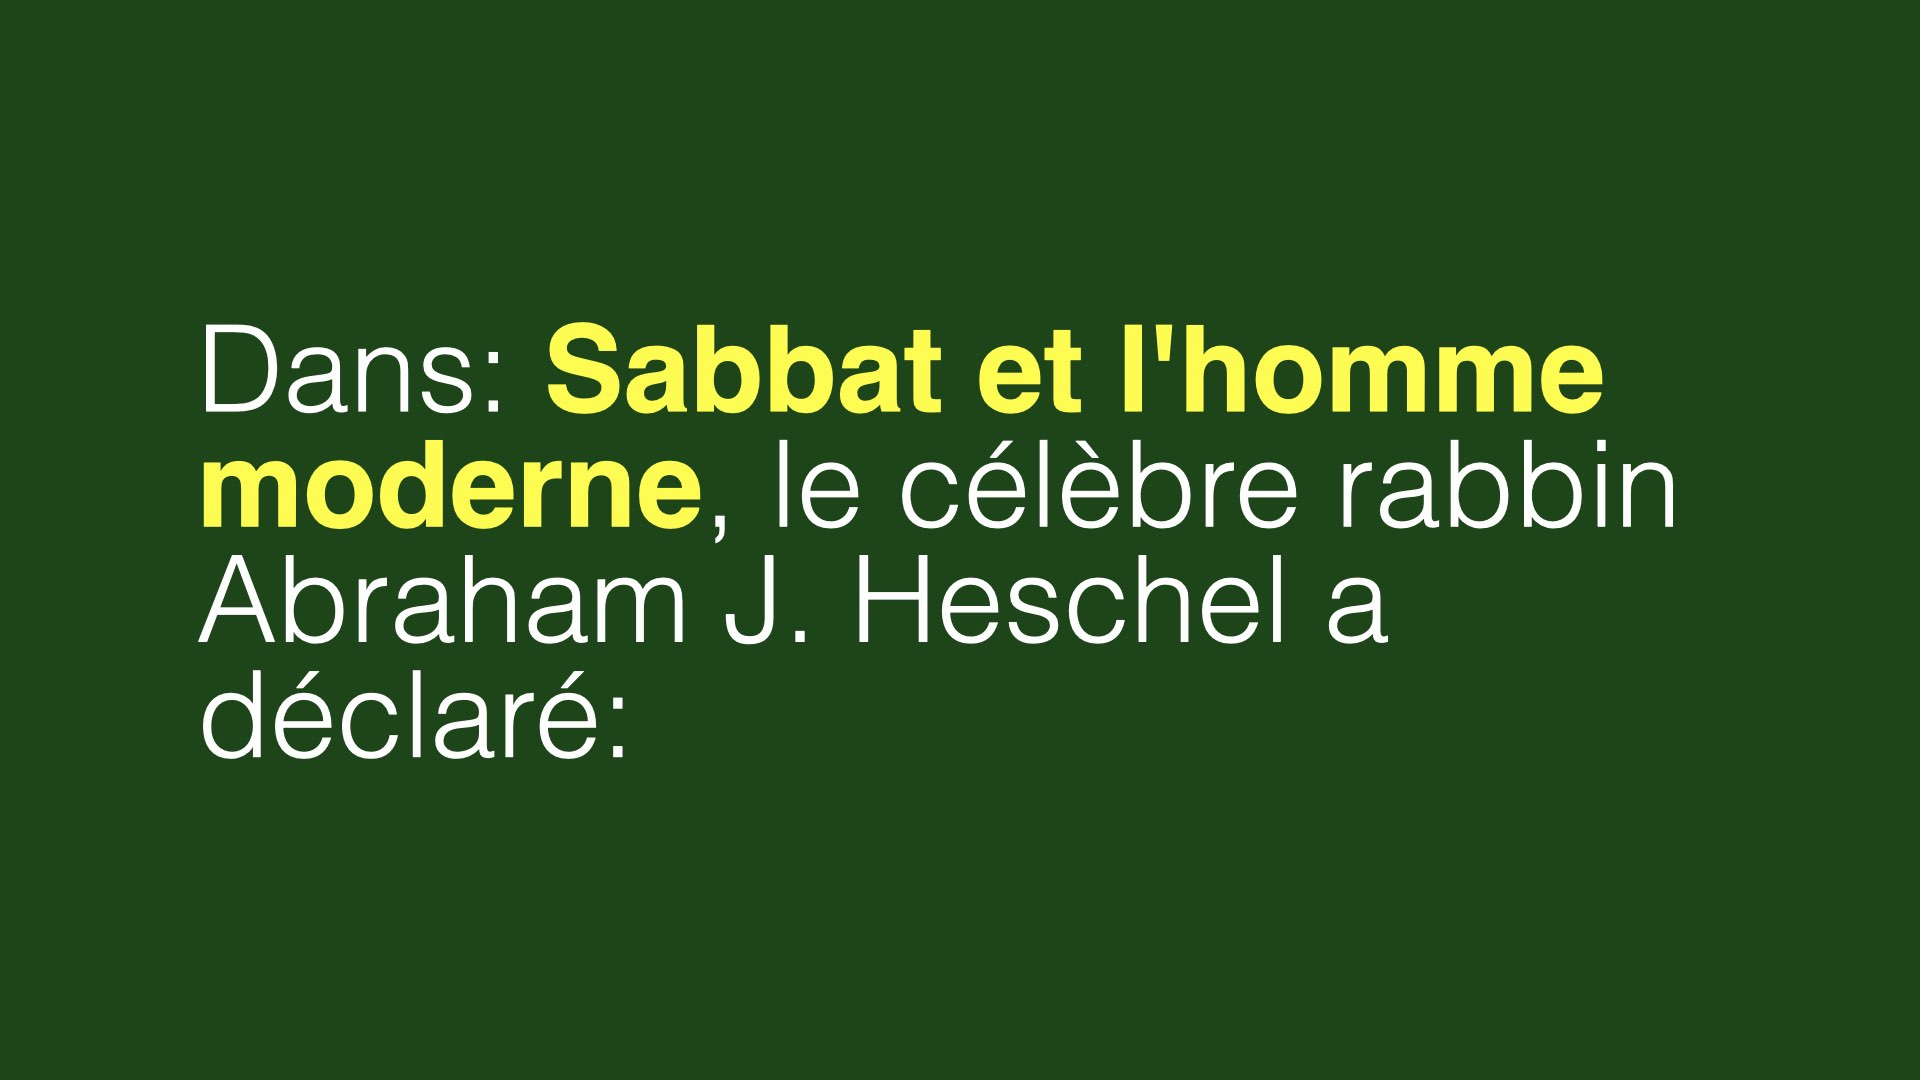 Dans: Sabbat et l'homme
moderne, le célèbre rabbin
Abraham J. Heschel a
déclaré: